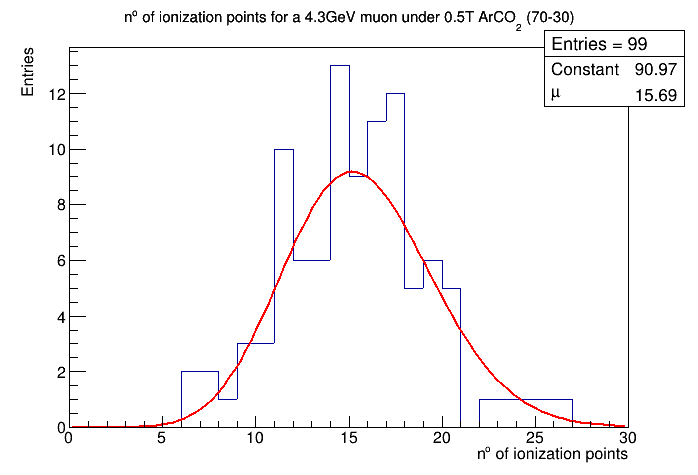 nº of ionization points for a 4.3GeV muon under 0.5T ArCO2 (70-30)
Entries = 99
Constant 90.97
μ 15.69
Entries
12
10
8
6
4
2
0
0 5 10 15 20 25 30
nº of ionization points